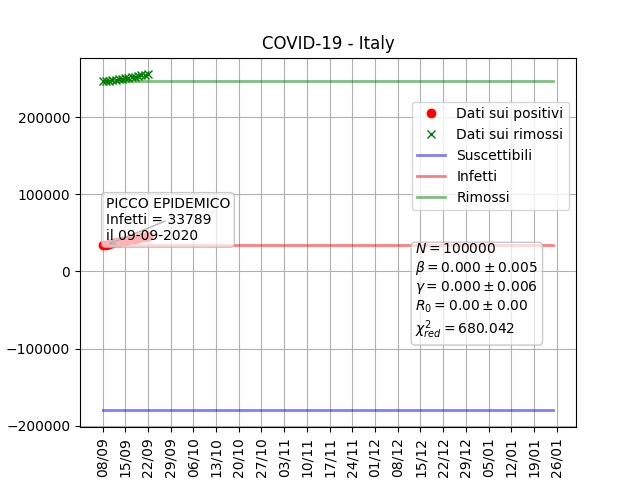 COVID-19 - Italy
200000
100000
0
−100000
−200000
Dati sui positivi
Dati sui rimossi
Suscettibili
Infetti
Rimossi
PICCO EPIDEMICO
Infetti = 33789
il 09-09-2020
N = 100000
β = 0.000 ± 0.005
γ = 0.000 ± 0.006
R₀ = 0.00 ± 0.00
χ²red = 680.042
08/09
15/09
22/09
29/09
06/10
13/10
20/10
27/10
03/11
10/11
17/11
24/11
01/12
08/12
15/12
22/12
29/12
05/01
12/01
19/01
26/01